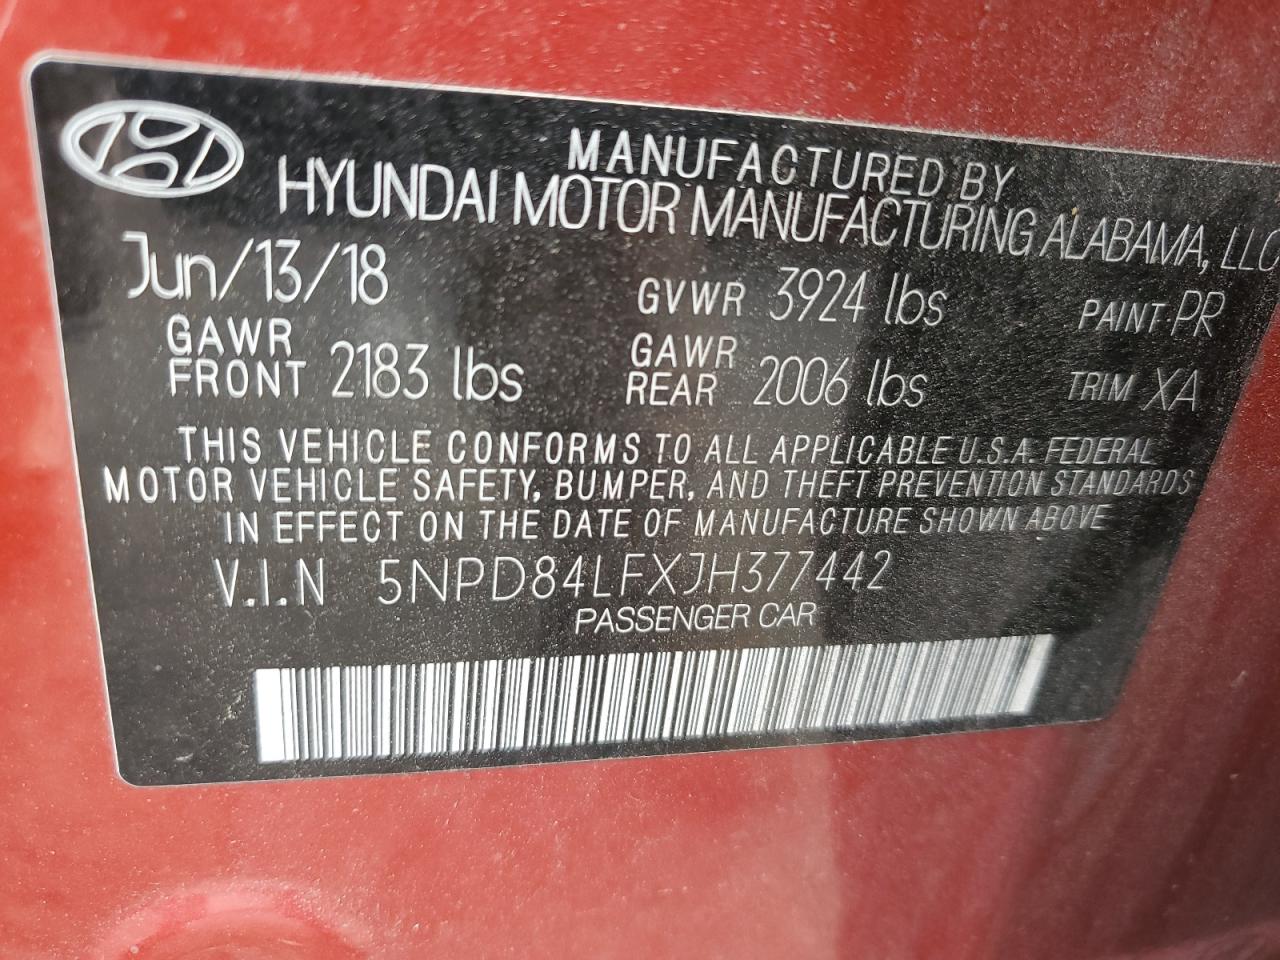 MANUFACTURED BY
HYUNDAI MOTOR MANUFACTURING ALABAMA, LLC
Jun/13/18 GVWR 3924 lbs PAINT PR
GAWR FRONT 2183 lbs GAWR REAR 2006 lbs TRIM XA
THIS VEHICLE CONFORMS TO ALL APPLICABLE U.S.A. FEDERAL
MOTOR VEHICLE SAFETY, BUMPER, AND THEFT PREVENTION STANDARDS
IN EFFECT ON THE DATE OF MANUFACTURE SHOWN ABOVE
V.I.N 5NPD84LFXJH377442
PASSENGER CAR